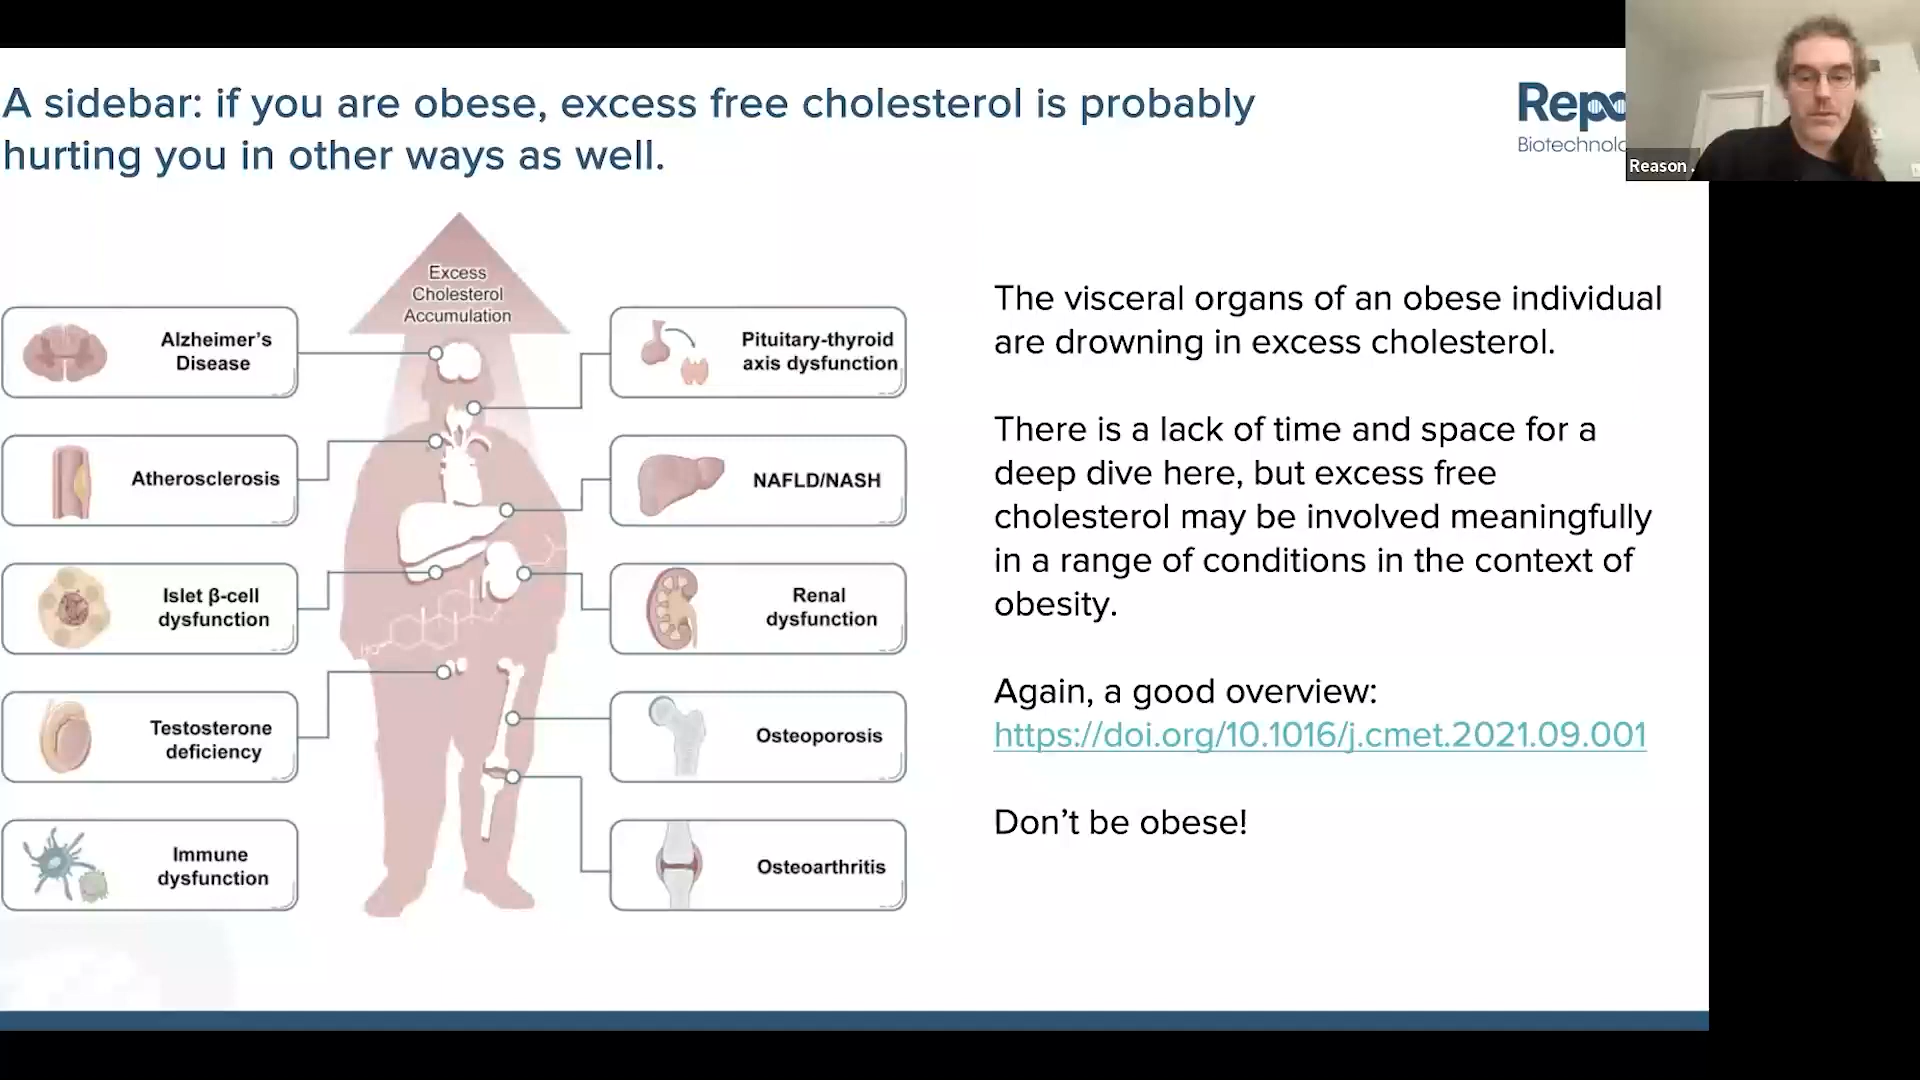 A sidebar: if you are obese, excess free cholesterol is probably
hurting you in other ways as well.
Reason .
Excess
Cholesterol
Accumulation
Alzheimer's
Disease
Atherosclerosis
Islet β-cell
dysfunction
Testosterone
deficiency
Immune
dysfunction
Pituitary-thyroid
axis dysfunction
NAFLD/NASH
Renal
dysfunction
Osteoporosis
Osteoarthritis
HO
The visceral organs of an obese individual
are drowning in excess cholesterol.
There is a lack of time and space for a
deep dive here, but excess free
cholesterol may be involved meaningfully
in a range of conditions in the context of
obesity.
Again, a good overview:
https://doi.org/10.1016/j.cmet.2021.09.001
Don't be obese!